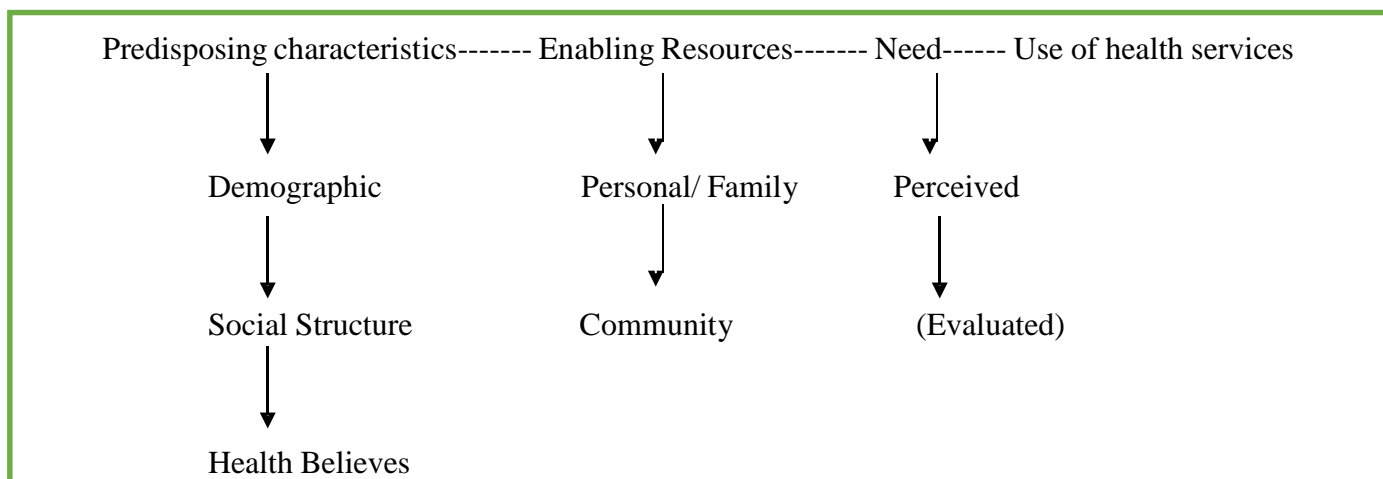 Predisposing characteristics------- Enabling Resources------- Need------ Use of health services
Demographic Personal/ Family Perceived
Social Structure Community (Evaluated)
Health Believes